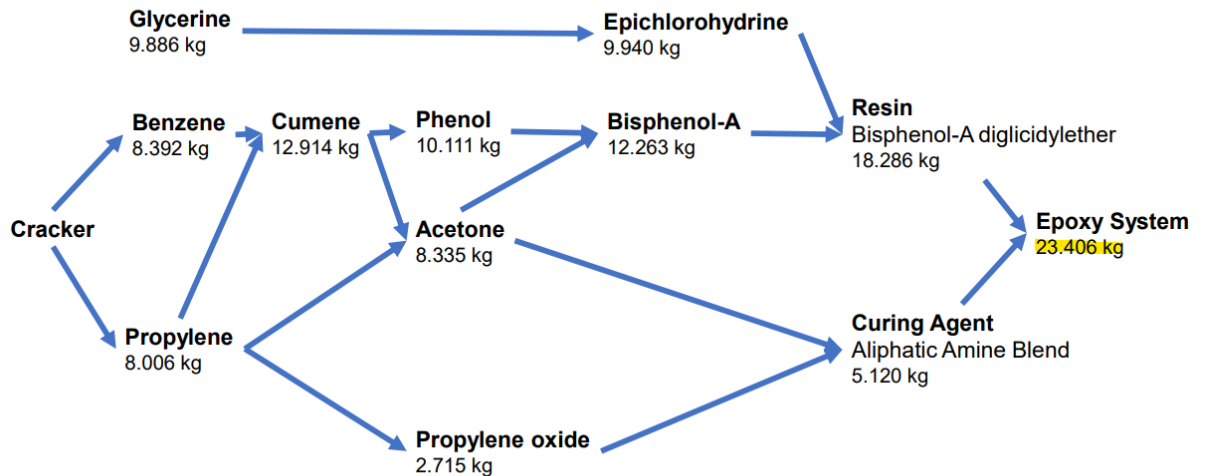 Glycerine
9.886 kg
Epichlorohydrine
9.940 kg
Benzene
8.392 kg
Cumene
12.914 kg
Phenol
10.111 kg
Bisphenol-A
12.263 kg
Resin
Bisphenol-A diglicidylether
18.286 kg
Cracker
Acetone
8.335 kg
Epoxy System
23.406 kg
Propylene
8.006 kg
Curing Agent
Aliphatic Amine Blend
5.120 kg
Propylene oxide
2.715 kg